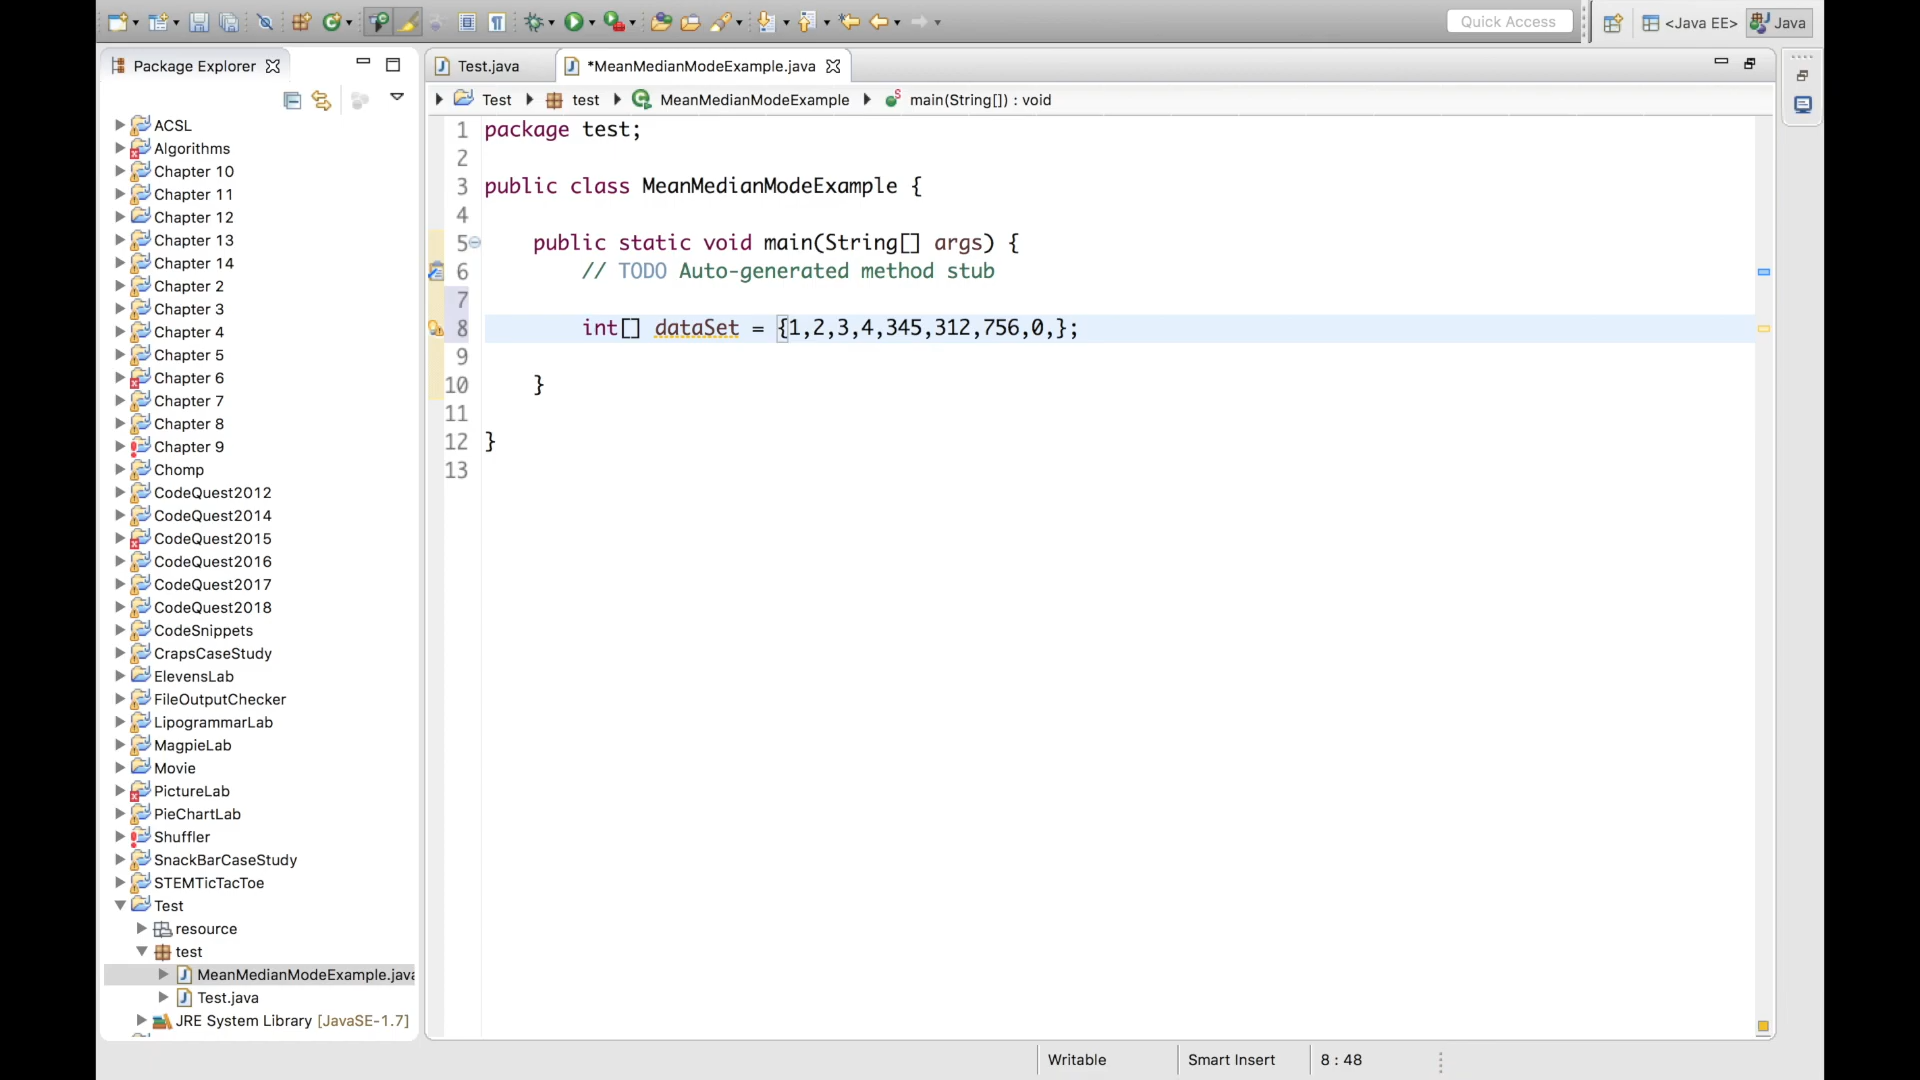 Quick Access
<Java EE>
Java
Package Explorer
Test.java
*MeanMedianModeExample.java
Test
test
MeanMedianModeExample
main(String[]) : void
ACSL
Algorithms
Chapter 10
Chapter 11
Chapter 12
Chapter 13
Chapter 14
Chapter 2
Chapter 3
Chapter 4
Chapter 5
Chapter 6
Chapter 7
Chapter 8
Chapter 9
Chomp
CodeQuest2012
CodeQuest2014
CodeQuest2015
CodeQuest2016
CodeQuest2017
CodeQuest2018
CodeSnippets
CrapsCaseStudy
ElevensLab
FileOutputChecker
LipogrammarLab
MagpieLab
Movie
PictureLab
PieChartLab
Shuffler
SnackBarCaseStudy
STEMTicTacToe
Test
resource
test
MeanMedianModeExample.java
Test.java
JRE System Library [JavaSE-1.7]
1 package test;
2
3 public class MeanMedianModeExample {
4
5 public static void main(String[] args) {
6 // TODO Auto-generated method stub
7
8 int[] dataSet = {1,2,3,4,345,312,756,0,};
9
10 }
11
12 }
13
Writable
Smart Insert
8 : 48